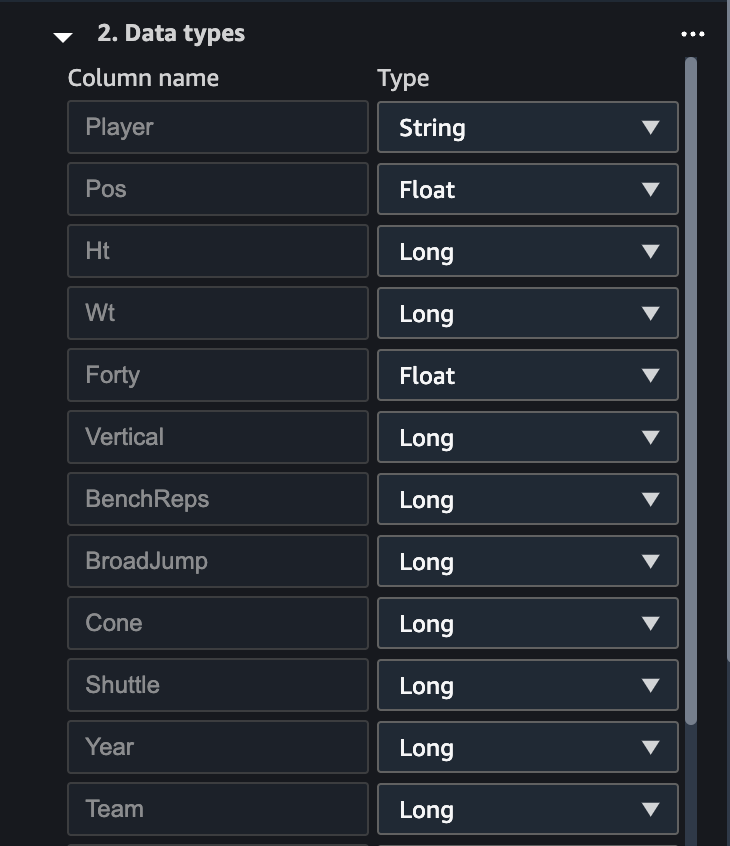 2. Data types
Column name Type
Player String
Pos Float
Ht Long
Wt Long
Forty Float
Vertical Long
BenchReps Long
BroadJump Long
Cone Long
Shuttle Long
Year Long
Team Long